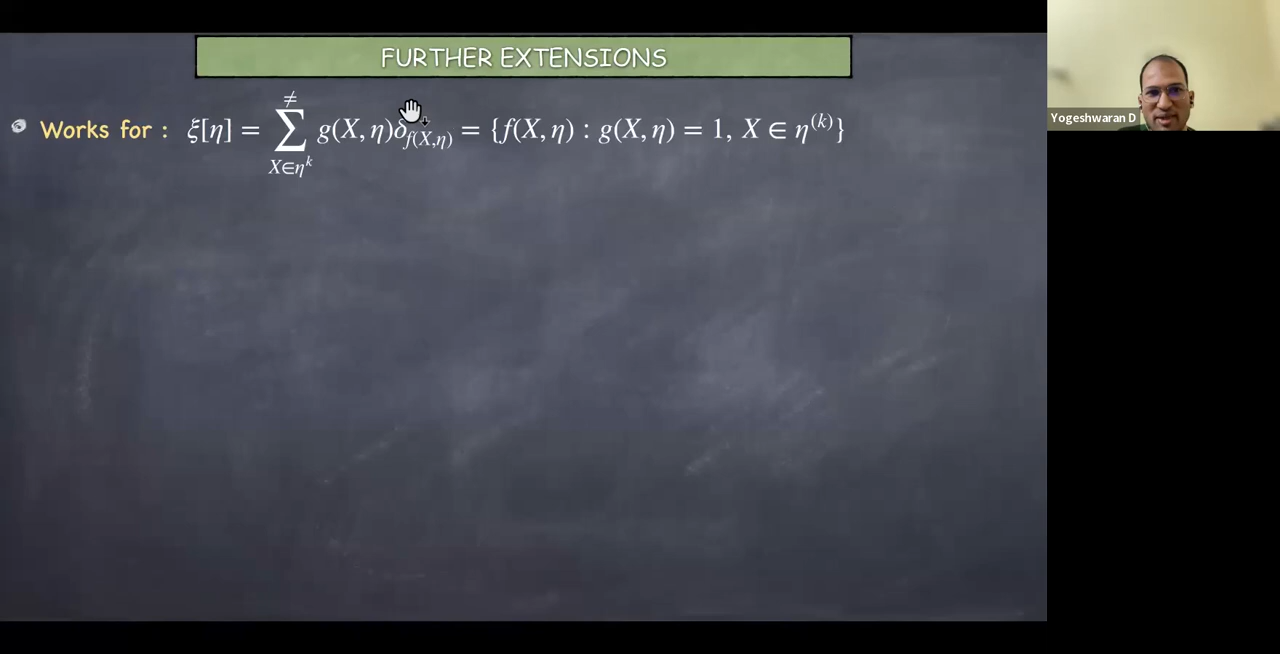 FURTHER EXTENSIONS
Works for : ξ[η] = ∑^{≠}_{X∈η^k} g(X, η)δ_{f(X,η)} = {f(X, η) : g(X, η) = 1, X ∈ η^{(k)}}
Yogeshwaran D